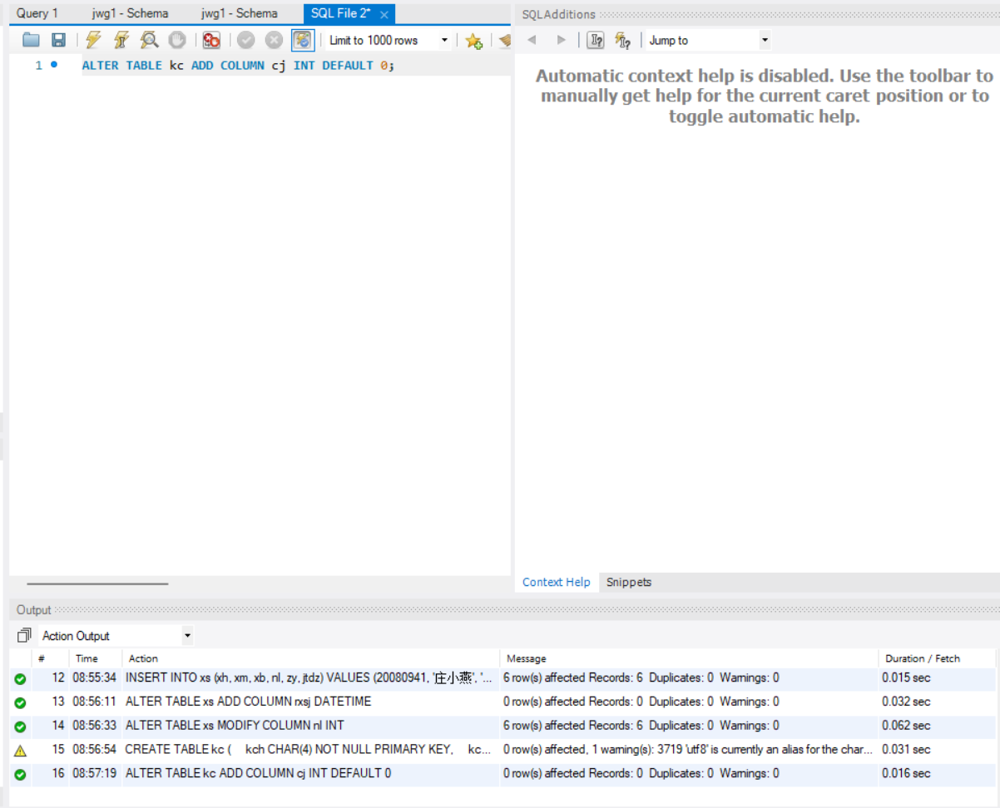 Query 1 jwg1 - Schema jwg1 - Schema SQL File 2*
Limit to 1000 rows
1 ALTER TABLE kc ADD COLUMN cj INT DEFAULT 0;
SQLAdditions
Jump to
Automatic context help is disabled. Use the toolbar to
manually get help for the current caret position or to
toggle automatic help.
Context Help Snippets
Output
Action Output
# Time Action Message Duration / Fetch
12 08:55:34 INSERT INTO xs (xh, xm, xb, nl, zy, jtdz) VALUES (20080941, '庄小燕', '... 6 row(s) affected Records: 6 Duplicates: 0 Warnings: 0 0.015 sec
13 08:56:11 ALTER TABLE xs ADD COLUMN rxsj DATETIME 0 row(s) affected Records: 0 Duplicates: 0 Warnings: 0 0.032 sec
14 08:56:33 ALTER TABLE xs MODIFY COLUMN nl INT 6 row(s) affected Records: 6 Duplicates: 0 Warnings: 0 0.062 sec
15 08:56:54 CREATE TABLE kc ( kch CHAR(4) NOT NULL PRIMARY KEY, kc... 0 row(s) affected, 1 warning(s): 3719 'utf8' is currently an alias for the char... 0.031 sec
16 08:57:19 ALTER TABLE kc ADD COLUMN cj INT DEFAULT 0 0 row(s) affected Records: 0 Duplicates: 0 Warnings: 0 0.016 sec